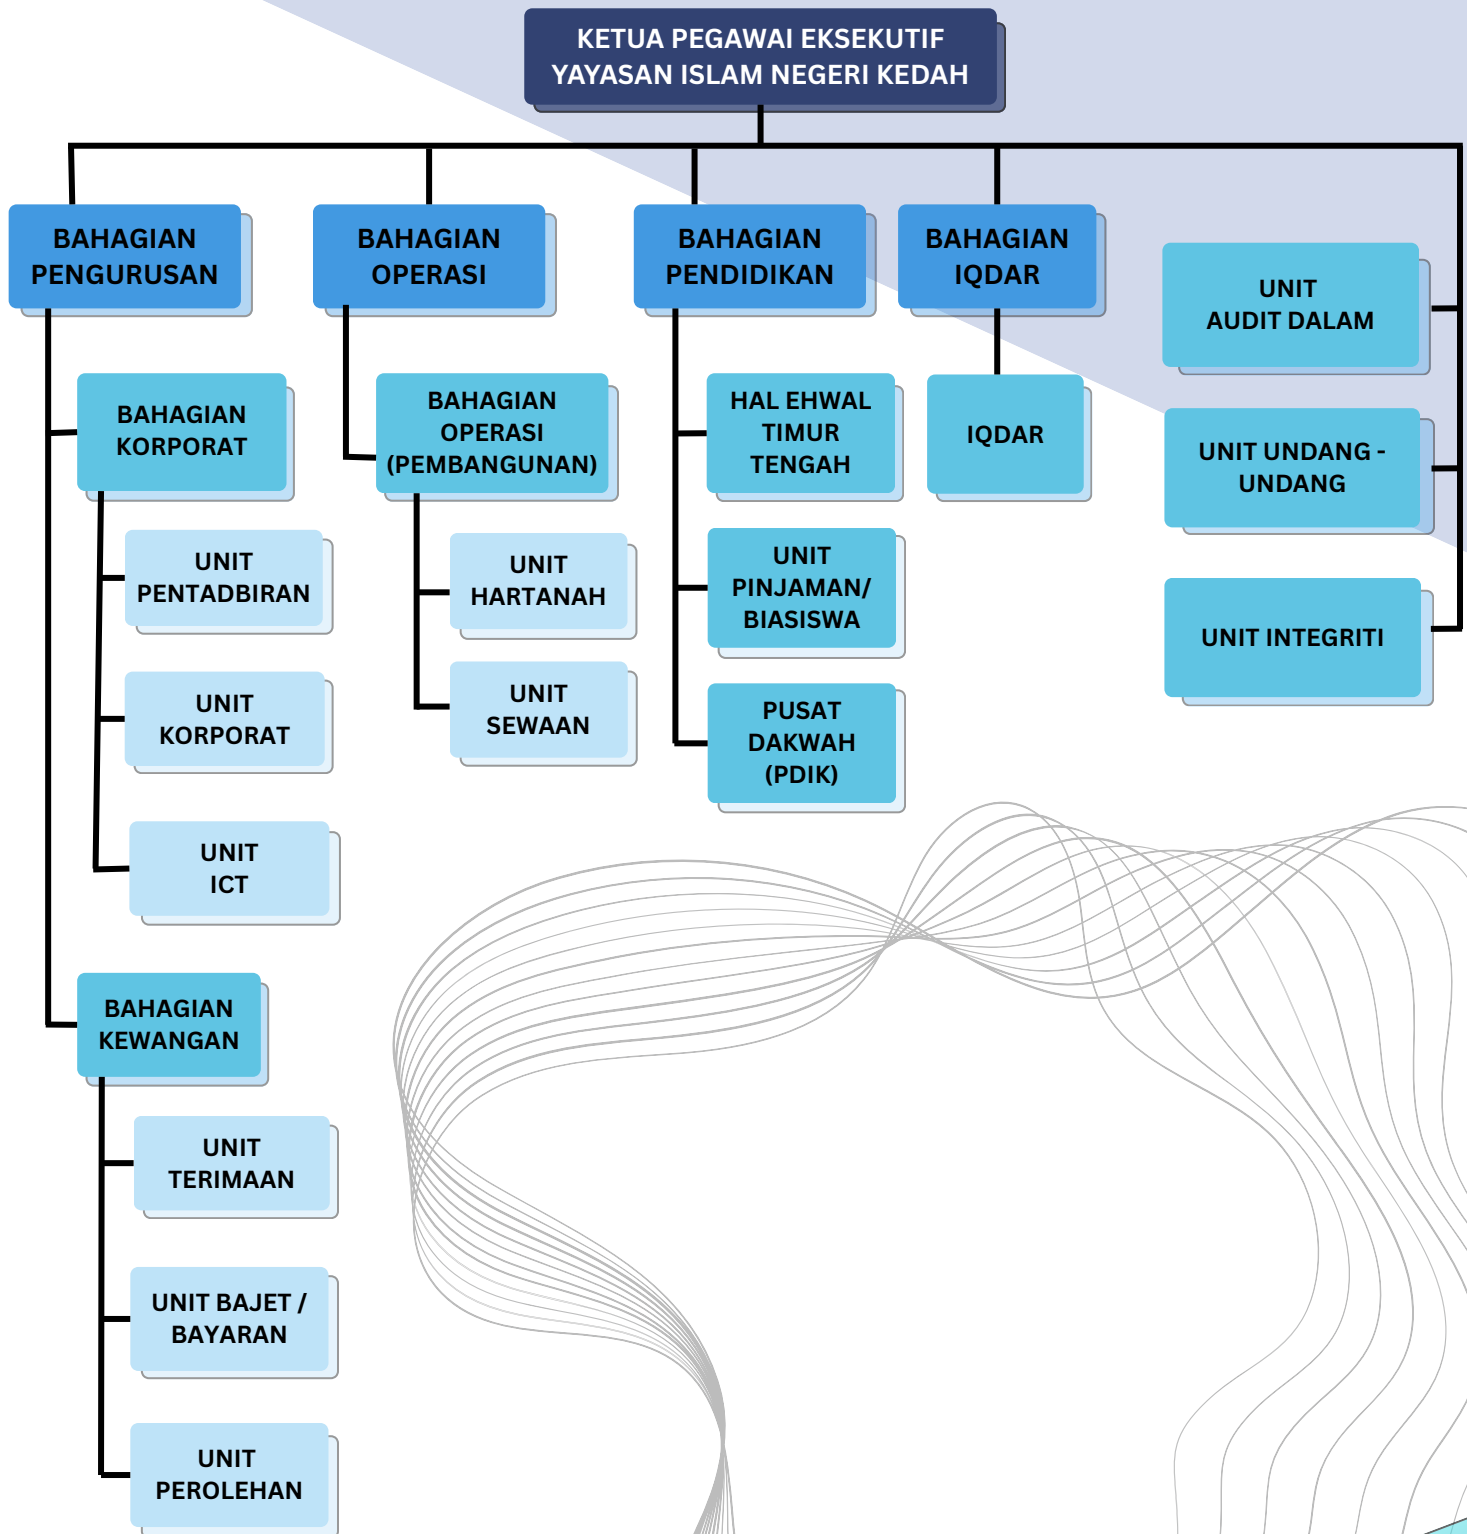 KETUA PEGAWAI EKSEKUTIF
YAYASAN ISLAM NEGERI KEDAH
BAHAGIAN
PENGURUSAN
BAHAGIAN
KORPORAT
UNIT
PENTADBIRAN
UNIT
KORPORAT
UNIT
ICT
BAHAGIAN
KEWANGAN
UNIT
TERIMAAN
UNIT BAJET /
BAYARAN
UNIT
PEROLEHAN
BAHAGIAN
OPERASI
BAHAGIAN
OPERASI
(PEMBANGUNAN)
UNIT
HARTANAH
UNIT
SEWAAN
BAHAGIAN
PENDIDIKAN
HAL EHWAL
TIMUR
TENGAH
UNIT
PINJAMAN/
BIASISWA
PUSAT
DAKWAH
(PDIK)
BAHAGIAN
IQDAR
IQDAR
UNIT
AUDIT DALAM
UNIT UNDANG -
UNDANG
UNIT INTEGRITI